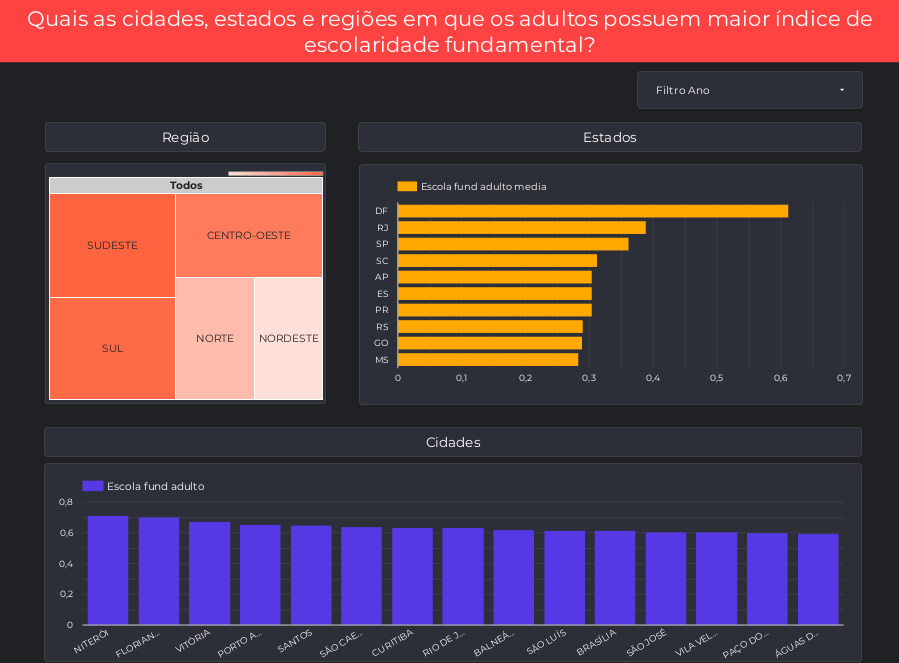 Quais as cidades, estados e regiões em que os adultos possuem maior índice de
escolaridade fundamental?
Filtro Ano
Região
Estados
Todos
SUDESTE
CENTRO-OESTE
SUL
NORTE
NORDESTE
Escola fund adulto media
DF
RJ
SP
SC
AP
ES
PR
RS
GO
MS
0 0,1 0,2 0,3 0,4 0,5 0,6 0,7
Cidades
Escola fund adulto
0,8
0,6
0,4
0,2
0
NITERÓI FLORIAN... VITÓRIA PORTO A... SANTOS SÃO CAE... CURITIBA RIO DE J... BALNEÁ... SÃO LUÍS BRASÍLIA SÃO JOSÉ VILA VEL... PAÇO DO... ÁGUAS D...